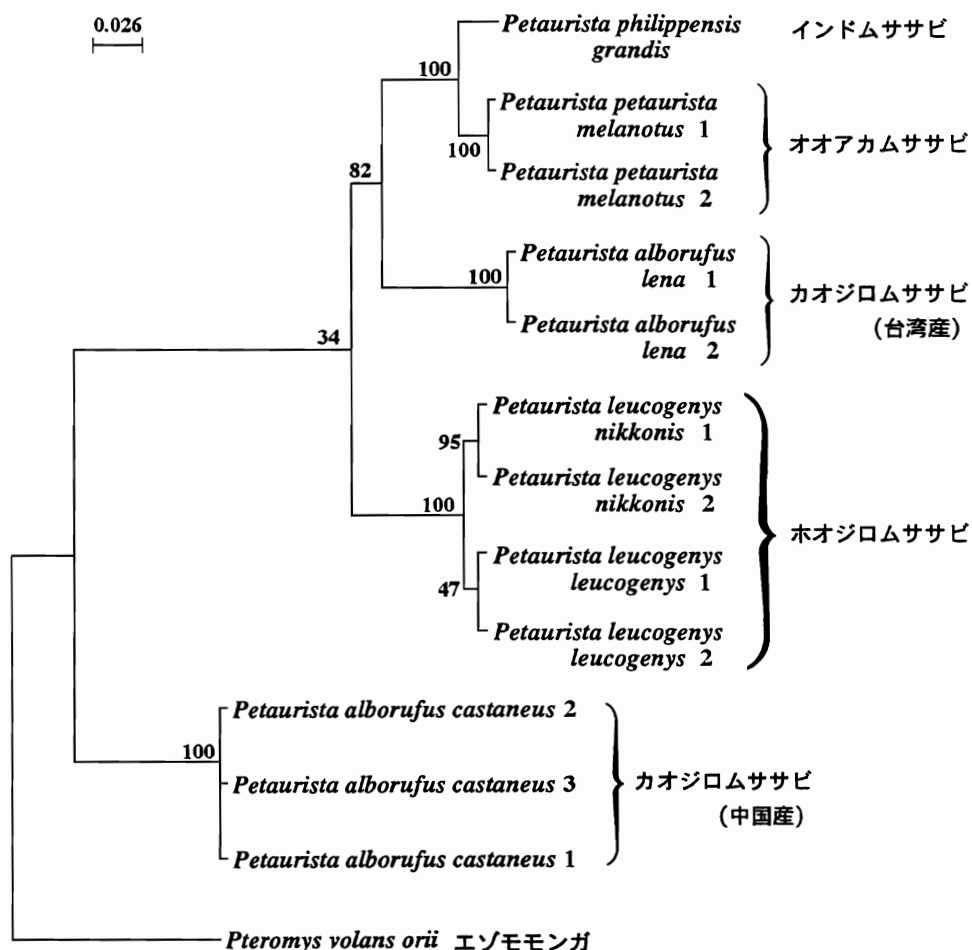 0.026
Petaurista philippensis
grandis
インドムササビ
100
Petaurista petaurista
melanotus 1
オオアカムササビ
100
Petaurista petaurista
melanotus 2
82
Petaurista alborufus
lena 1
100
カオジロムササビ
(台湾産)
Petaurista alborufus
lena 2
34
Petaurista leucogenys
nikkonis 1
95
Petaurista leucogenys
nikkonis 2
100
ホオジロムササビ
Petaurista leucogenys
leucogenys 1
47
Petaurista leucogenys
leucogenys 2
Petaurista alborufus castaneus 2
100
Petaurista alborufus castaneus 3
カオジロムササビ
(中国産)
Petaurista alborufus castaneus 1
Pteromys volans orii エゾモモンガ